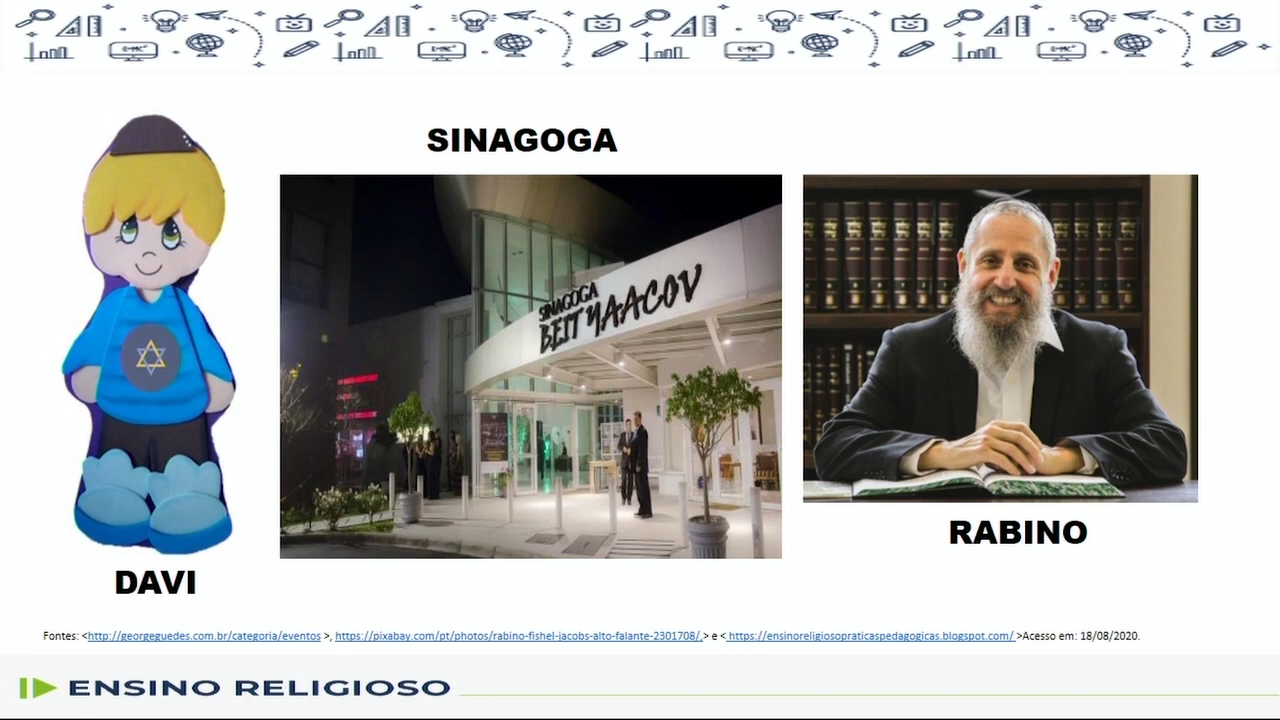 SINAGOGA
SINAGOGA
BEIT YAACOV
RABINO
DAVI
Fontes: <http://georgeguedes.com.br/categoria/eventos >, https://pixabay.com/pt/photos/rabino-fishel-jacobs-alto-falante-2301708/,> e < https://ensinoreligiosopraticaspedagogicas.blogspot.com/ >Acesso em: 18/08/2020.
ENSINO RELIGIOSO